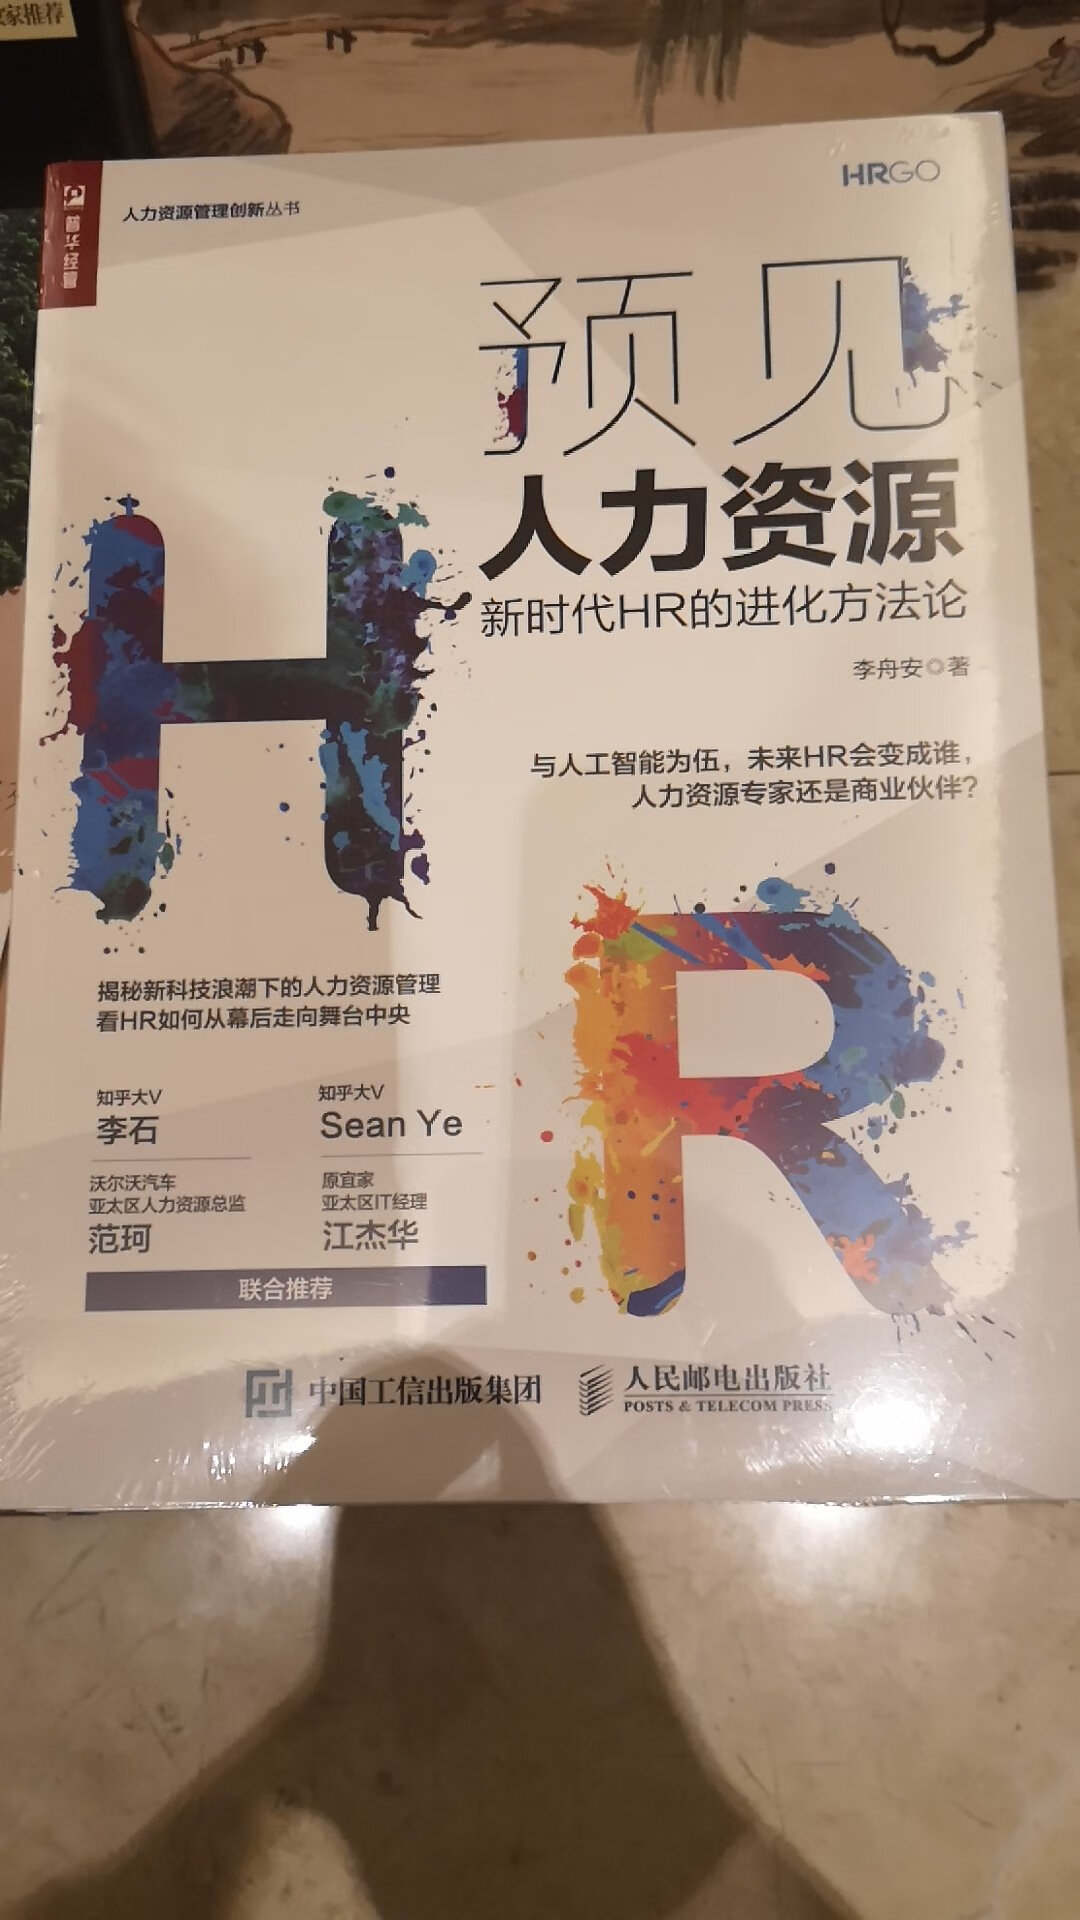 家推荐
普华经管
人力资源管理创新丛书
HRGO
预见
人力资源
新时代HR的进化方法论
李舟安◎著
与人工智能为伍，未来HR会变成谁，
人力资源专家还是商业伙伴？
HR
揭秘新科技浪潮下的人力资源管理
看HR如何从幕后走向舞台中央
知乎大V
李石
知乎大V
Sean Ye
沃尔沃汽车
亚太区人力资源总监
范珂
原宜家
亚太区IT经理
江杰华
联合推荐
中国工信出版集团
人民邮电出版社
POSTS & TELECOM PRESS